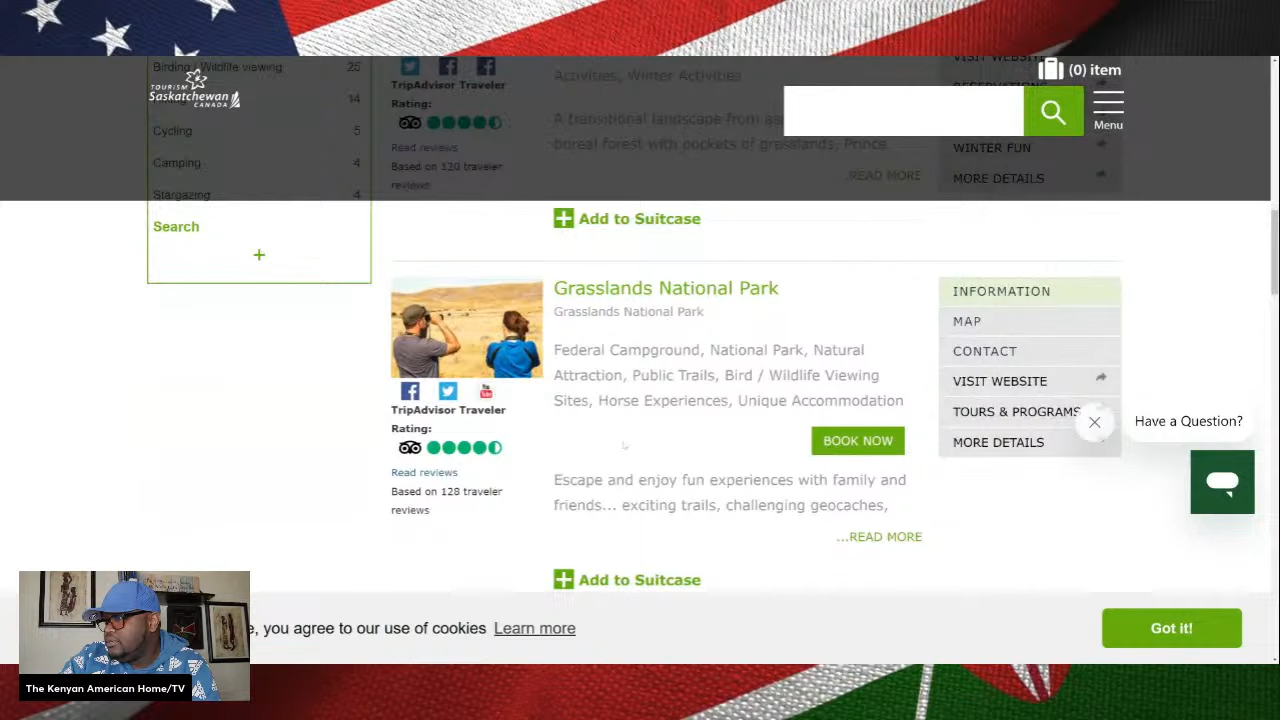 TOURISM
Saskatchewan
CANADA
(0) item
Menu
Birding / Wildlife viewing 25
14
Cycling 5
Camping 4
Stargazing 4
Search
+
TripAdvisor Traveler
Rating:
Read reviews
Based on 120 traveler
reviews
Activities, Winter Activities
A transitional landscape from
boreal forest with pockets of grasslands, Prince
...READ MORE
Add to Suitcase
VISIT WEBSITE
RESERVATIONS
WINTER FUN
MORE DETAILS
Grasslands National Park
Grasslands National Park
Federal Campground, National Park, Natural
Attraction, Public Trails, Bird / Wildlife Viewing
Sites, Horse Experiences, Unique Accommodation
BOOK NOW
Escape and enjoy fun experiences with family and
friends... exciting trails, challenging geocaches,
...READ MORE
Add to Suitcase
TripAdvisor Traveler
Rating:
Read reviews
Based on 128 traveler
reviews
INFORMATION
MAP
CONTACT
VISIT WEBSITE
TOURS & PROGRAMS
MORE DETAILS
Have a Question?
, you agree to our use of cookies Learn more
Got it!
The Kenyan American Home/TV